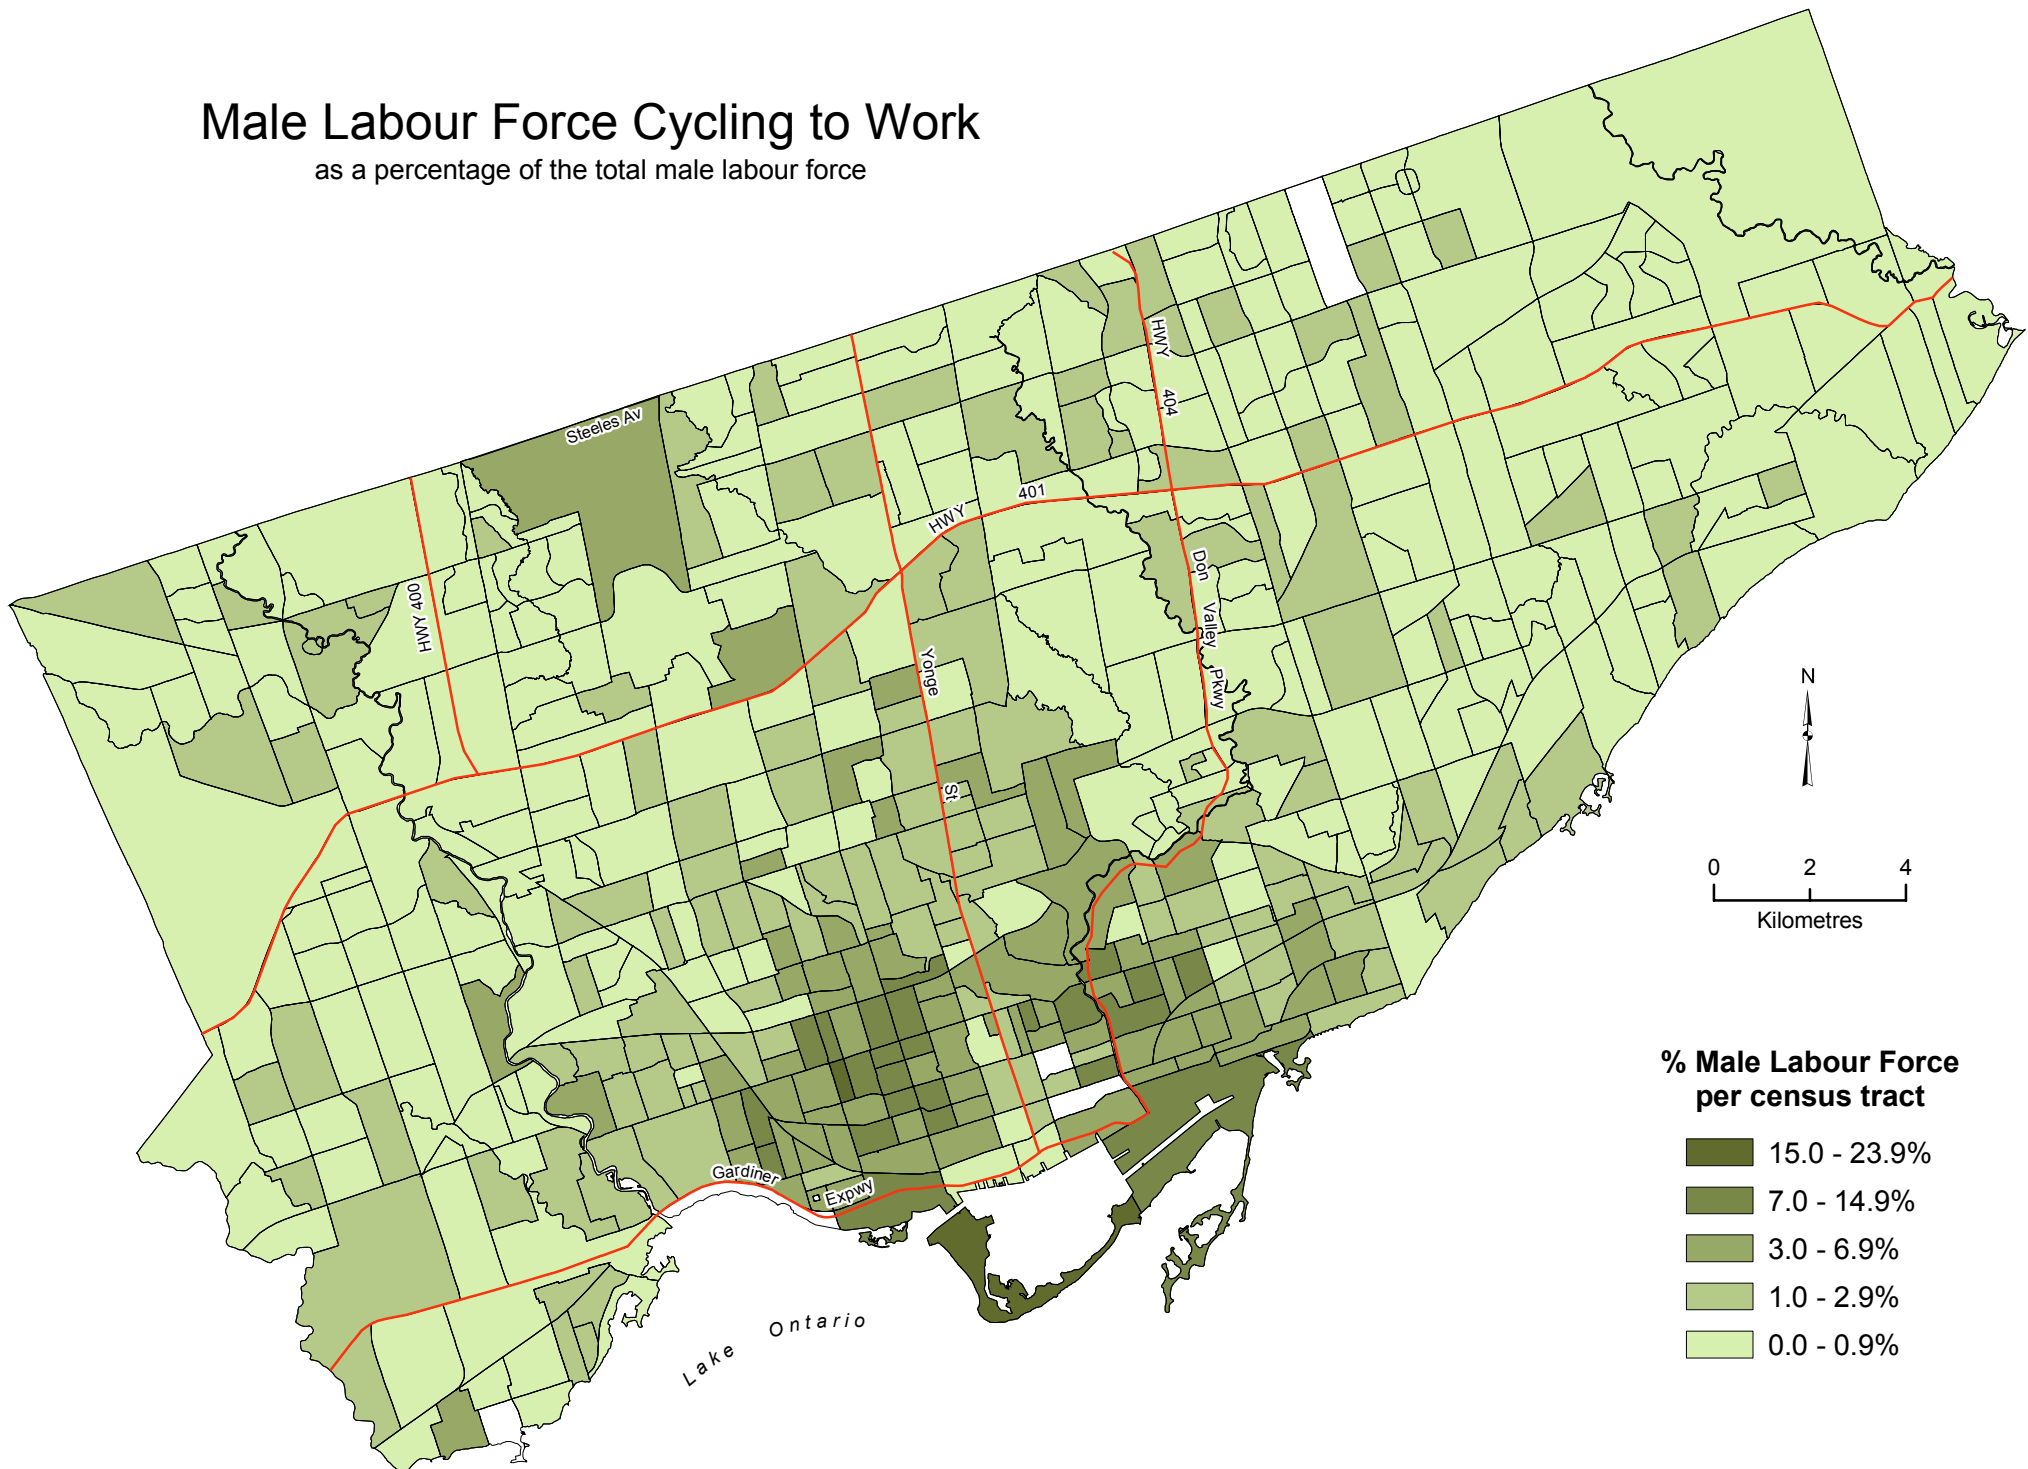 Male Labour Force Cycling to Work
as a percentage of the total male labour force
Steeles Av
HWY
404
HWY 401
HWY 400
Don Valley Pkwy
Yonge St
N
0 2 4
Kilometres
Gardiner Expwy
Lake Ontario
% Male Labour Force
per census tract
15.0 - 23.9%
7.0 - 14.9%
3.0 - 6.9%
1.0 - 2.9%
0.0 - 0.9%